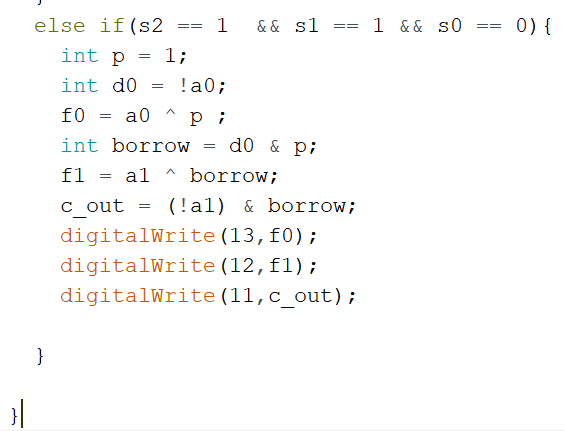 }
else if(s2 == 1  && s1 == 1 && s0 == 0){
int p = 1;
int d0 = !a0;
f0 = a0 ^ p ;
int borrow = d0 & p;
f1 = a1 ^ borrow;
c_out = (!a1) & borrow;
digitalWrite(13,f0);
digitalWrite(12,f1);
digitalWrite(11,c_out);
}
}